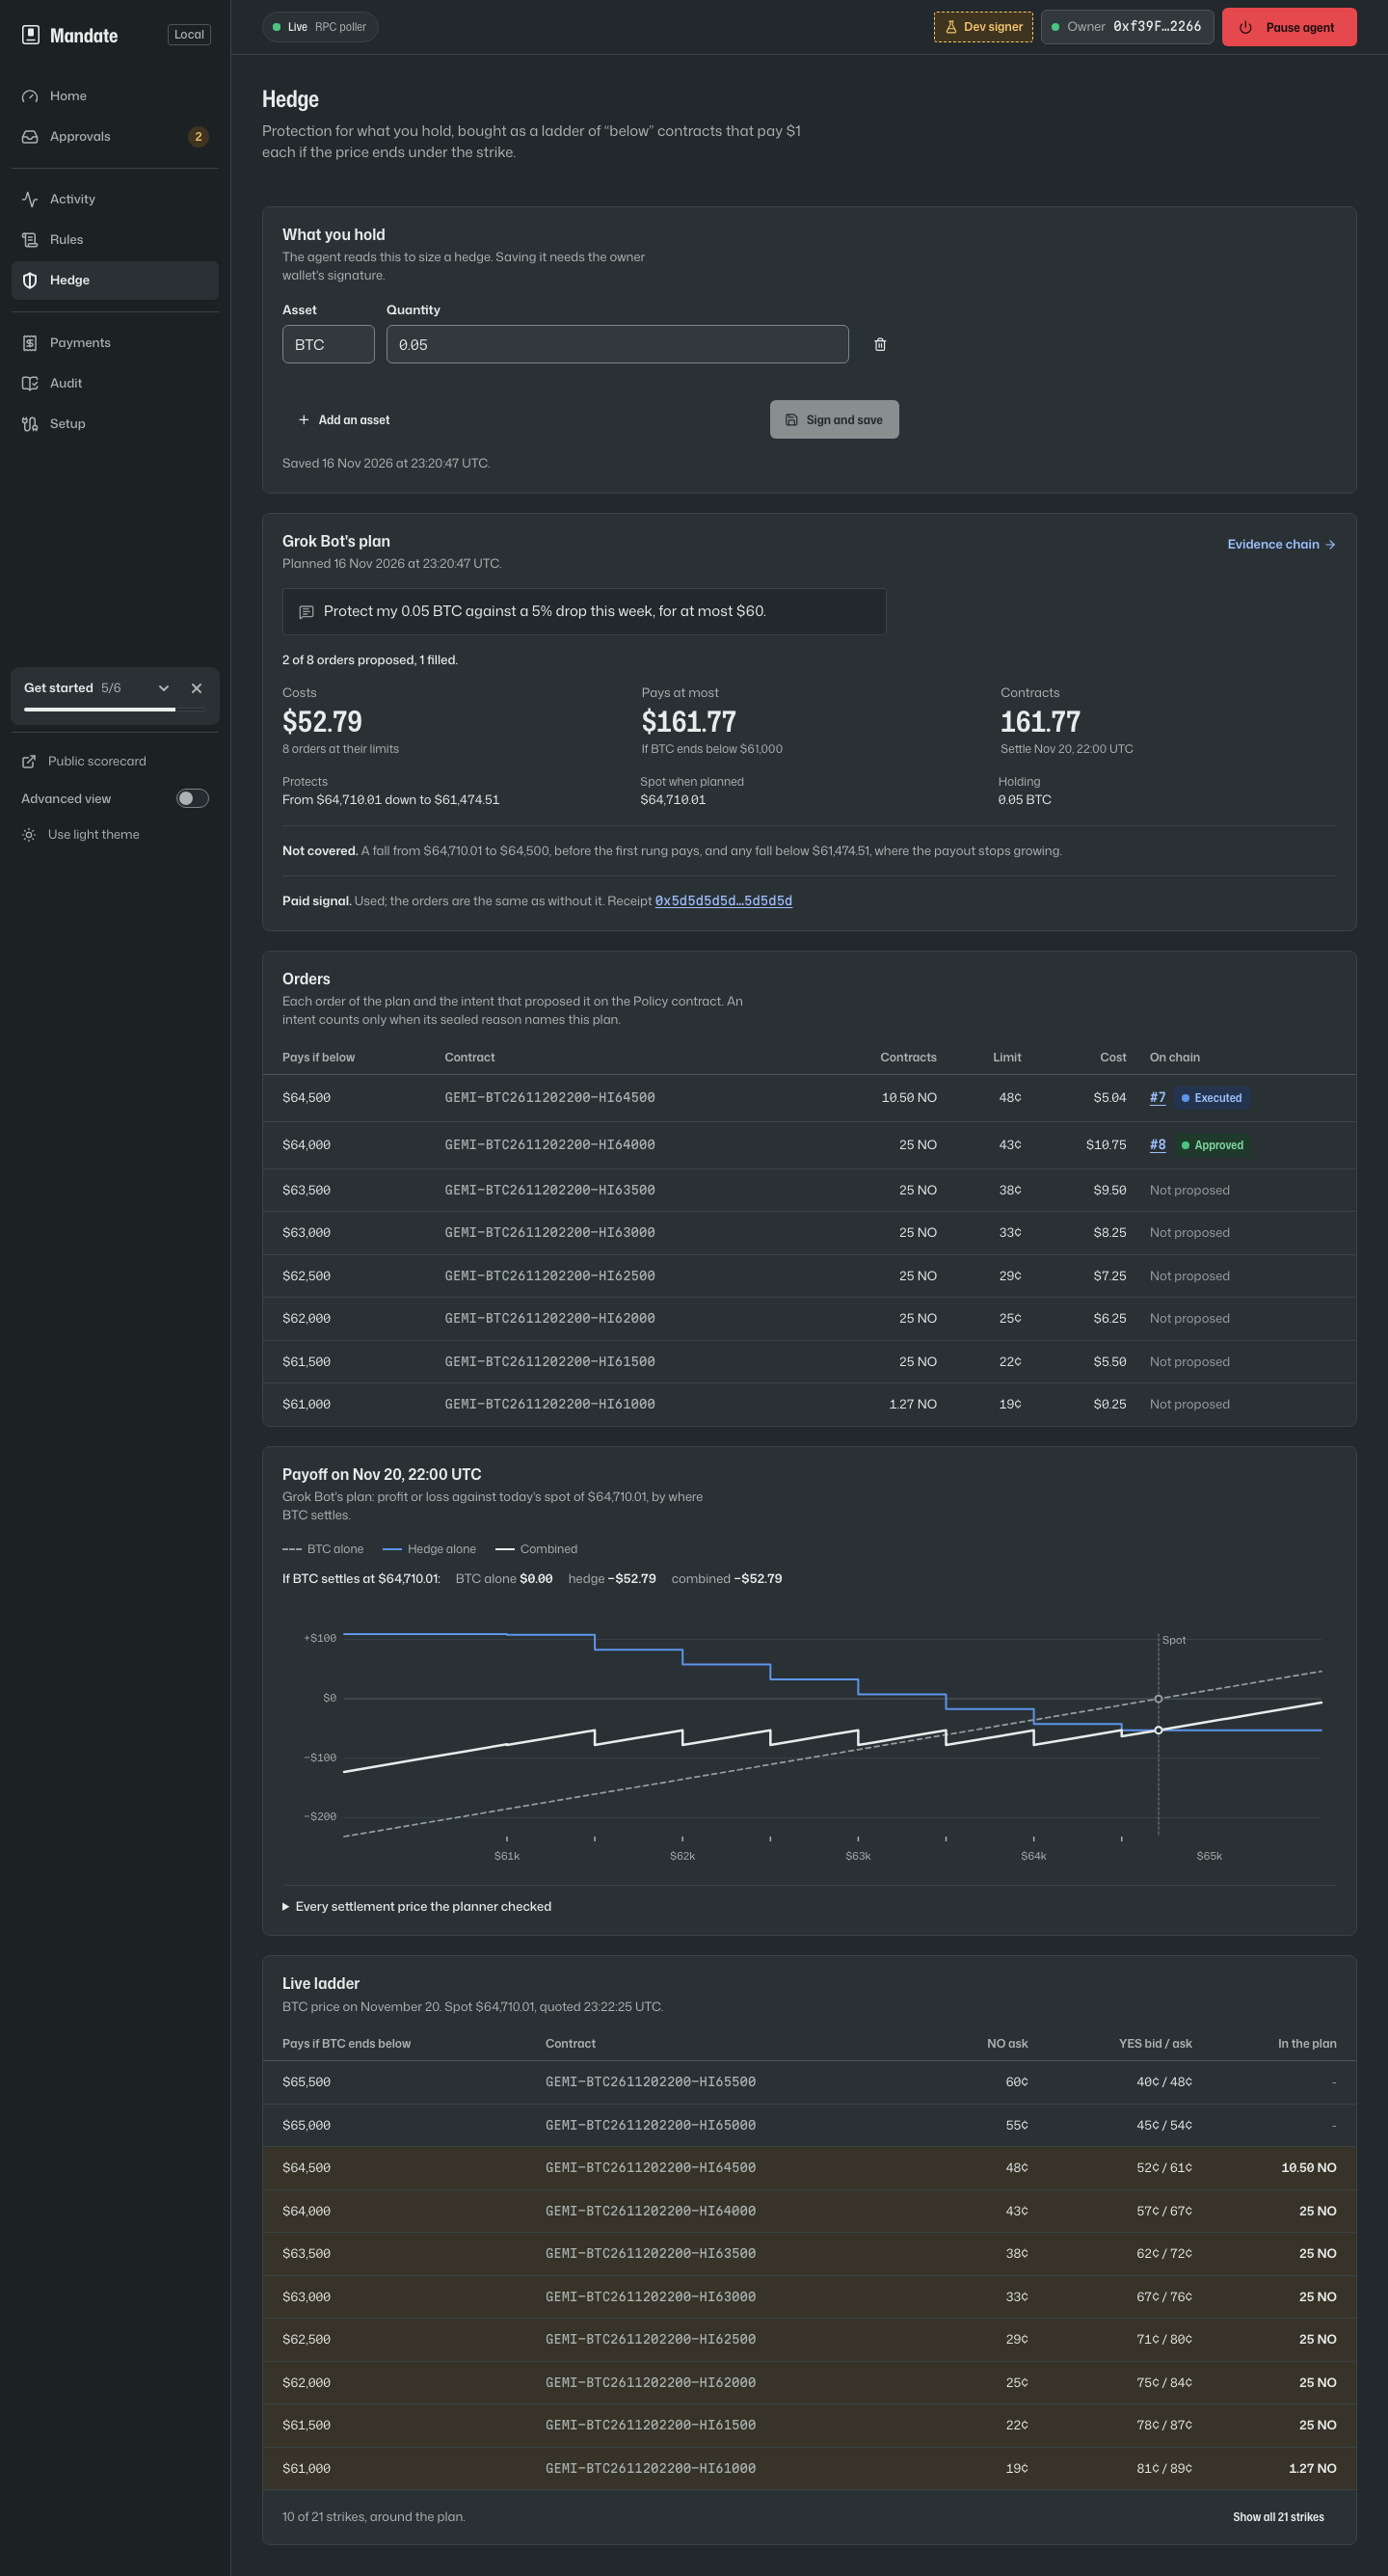 Mandate
Local
Home
Approvals 2
Activity
Rules
Hedge
Payments
Audit
Setup
Get started 5/6
Public scorecard
Advanced view
Use light theme
Live RPC poller
Dev signer
Owner 0xf39F…2266
Pause agent
Hedge
Protection for what you hold, bought as a ladder of “below” contracts that pay $1
each if the price ends under the strike.
What you hold
The agent reads this to size a hedge. Saving it needs the owner
wallet's signature.
Asset Quantity
BTC 0.05
Add an asset
Sign and save
Saved 16 Nov 2026 at 23:20:47 UTC.
Grok Bot's plan
Evidence chain →
Planned 16 Nov 2026 at 23:20:47 UTC.
Protect my 0.05 BTC against a 5% drop this week, for at most $60.
2 of 8 orders proposed, 1 filled.
Costs Pays at most Contracts
$52.79 $161.77 161.77
8 orders at their limits If BTC ends below $61,000 Settle Nov 20, 22:00 UTC
Protects Spot when planned Holding
From $64,710.01 down to $61,474.51 $64,710.01 0.05 BTC
Not covered. A fall from $64,710.01 to $64,500, before the first rung pays, and any fall below $61,474.51, where the payout stops growing.
Paid signal. Used; the orders are the same as without it. Receipt 0x5d5d5d5d…5d5d5d
Orders
Each order of the plan and the intent that proposed it on the Policy contract. An
intent counts only when its sealed reason names this plan.
Pays if below Contract Contracts Limit Cost On chain
$64,500 GEMI-BTC2611202200-HI64500 10.50 NO 48¢ $5.04 #7 Executed
$64,000 GEMI-BTC2611202200-HI64000 25 NO 43¢ $10.75 #8 Approved
$63,500 GEMI-BTC2611202200-HI63500 25 NO 38¢ $9.50 Not proposed
$63,000 GEMI-BTC2611202200-HI63000 25 NO 33¢ $8.25 Not proposed
$62,500 GEMI-BTC2611202200-HI62500 25 NO 29¢ $7.25 Not proposed
$62,000 GEMI-BTC2611202200-HI62000 25 NO 25¢ $6.25 Not proposed
$61,500 GEMI-BTC2611202200-HI61500 25 NO 22¢ $5.50 Not proposed
$61,000 GEMI-BTC2611202200-HI61000 1.27 NO 19¢ $0.25 Not proposed
Payoff on Nov 20, 22:00 UTC
Grok Bot's plan: profit or loss against today's spot of $64,710.01, by where
BTC settles.
BTC alone Hedge alone Combined
If BTC settles at $64,710.01: BTC alone $0.00 hedge −$52.79 combined −$52.79
+$100
Spot
$0
−$100
−$200
$61k $62k $63k $64k $65k
Every settlement price the planner checked
Live ladder
BTC price on November 20. Spot $64,710.01, quoted 23:22:25 UTC.
Pays if BTC ends below Contract NO ask YES bid / ask In the plan
$65,500 GEMI-BTC2611202200-HI65500 60¢ 40¢ / 48¢ -
$65,000 GEMI-BTC2611202200-HI65000 55¢ 45¢ / 54¢ -
$64,500 GEMI-BTC2611202200-HI64500 48¢ 52¢ / 61¢ 10.50 NO
$64,000 GEMI-BTC2611202200-HI64000 43¢ 57¢ / 67¢ 25 NO
$63,500 GEMI-BTC2611202200-HI63500 38¢ 62¢ / 72¢ 25 NO
$63,000 GEMI-BTC2611202200-HI63000 33¢ 67¢ / 76¢ 25 NO
$62,500 GEMI-BTC2611202200-HI62500 29¢ 71¢ / 80¢ 25 NO
$62,000 GEMI-BTC2611202200-HI62000 25¢ 75¢ / 84¢ 25 NO
$61,500 GEMI-BTC2611202200-HI61500 22¢ 78¢ / 87¢ 25 NO
$61,000 GEMI-BTC2611202200-HI61000 19¢ 81¢ / 89¢ 1.27 NO
10 of 21 strikes, around the plan.
Show all 21 strikes